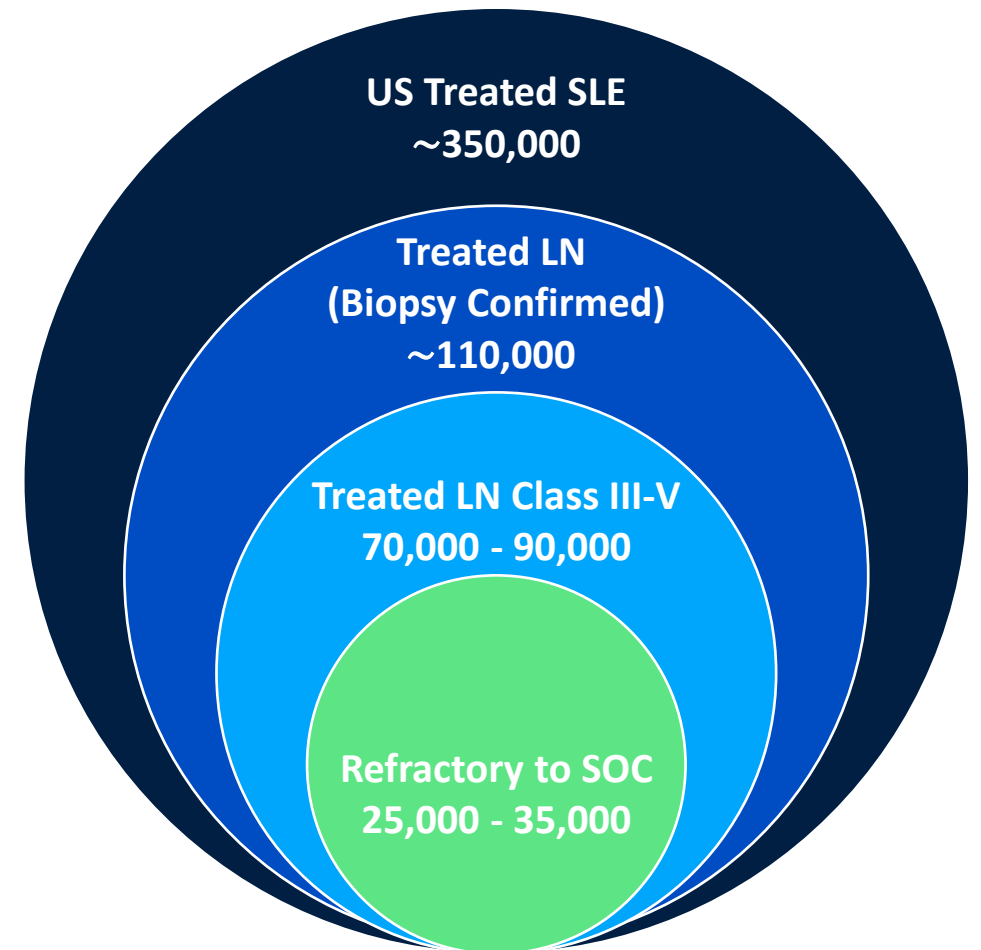 US Treated SLE
~350,000
Treated LN
(Biopsy Confirmed)
~110,000
Treated LN Class III-V
70,000 - 90,000
Refractory to SOC
25,000 - 35,000